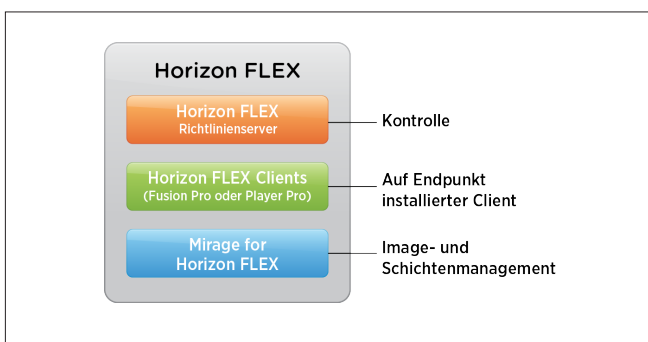 Horizon FLEX
Horizon FLEX
Richtlinienserver
Kontrolle
Horizon FLEX Clients
(Fusion Pro oder Player Pro)
Auf Endpunkt
installierter Client
Mirage for
Horizon FLEX
Image- und
Schichtenmanagement